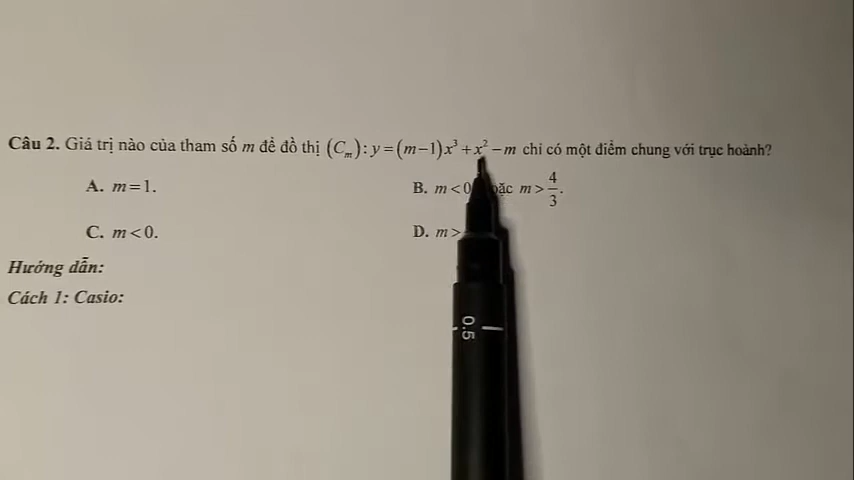 Câu 2. Giá trị nào của tham số m để đồ thị (Cₘ): y = (m−1)x³ + x² − m chỉ có một điểm chung với trục hoành?
A. m = 1. B. m < 0 m > 4/3.
C. m < 0. D. m >
Hướng dẫn:
Cách 1: Casio:
0.5